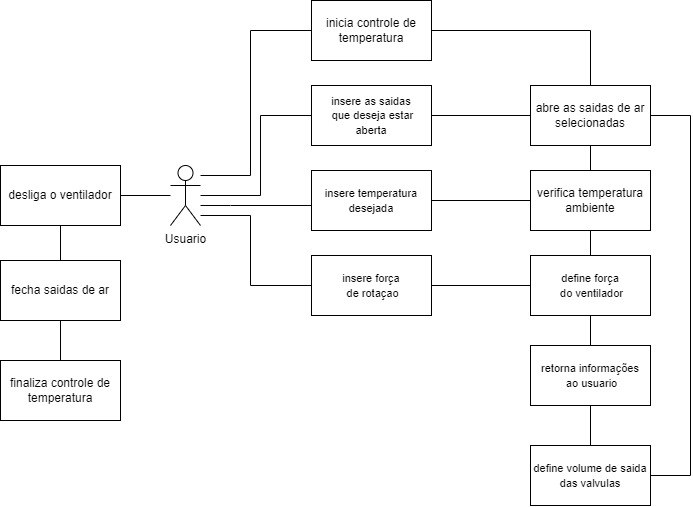 inicia controle de
temperatura
insere as saidas
que deseja estar
aberta
abre as saidas de ar
selecionadas
desliga o ventilador
insere temperatura
desejada
verifica temperatura
ambiente
Usuario
fecha saidas de ar
insere força
de rotaçao
define força
do ventilador
finaliza controle de
temperatura
retorna informações
ao usuario
define volume de saida
das valvulas